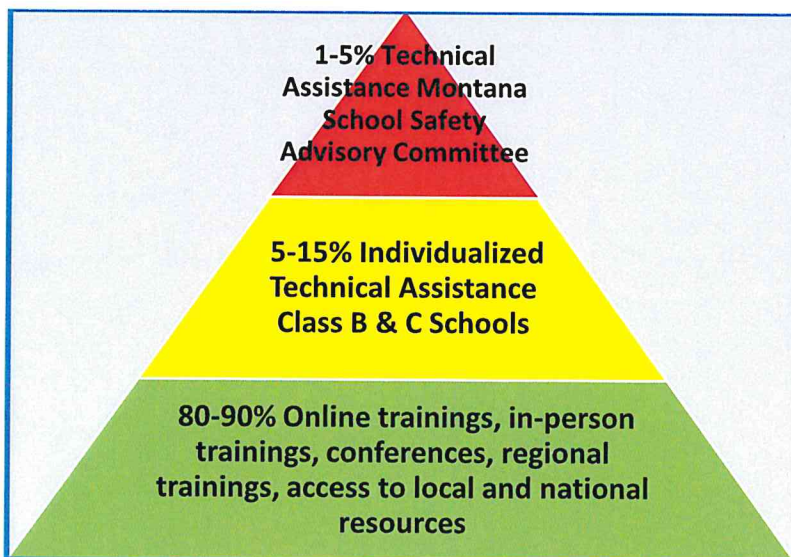 1-5% Technical
Assistance Montana
School Safety
Advisory Committee
5-15% Individualized
Technical Assistance
Class B & C Schools
80-90% Online trainings, in-person
trainings, conferences, regional
trainings, access to local and national
resources